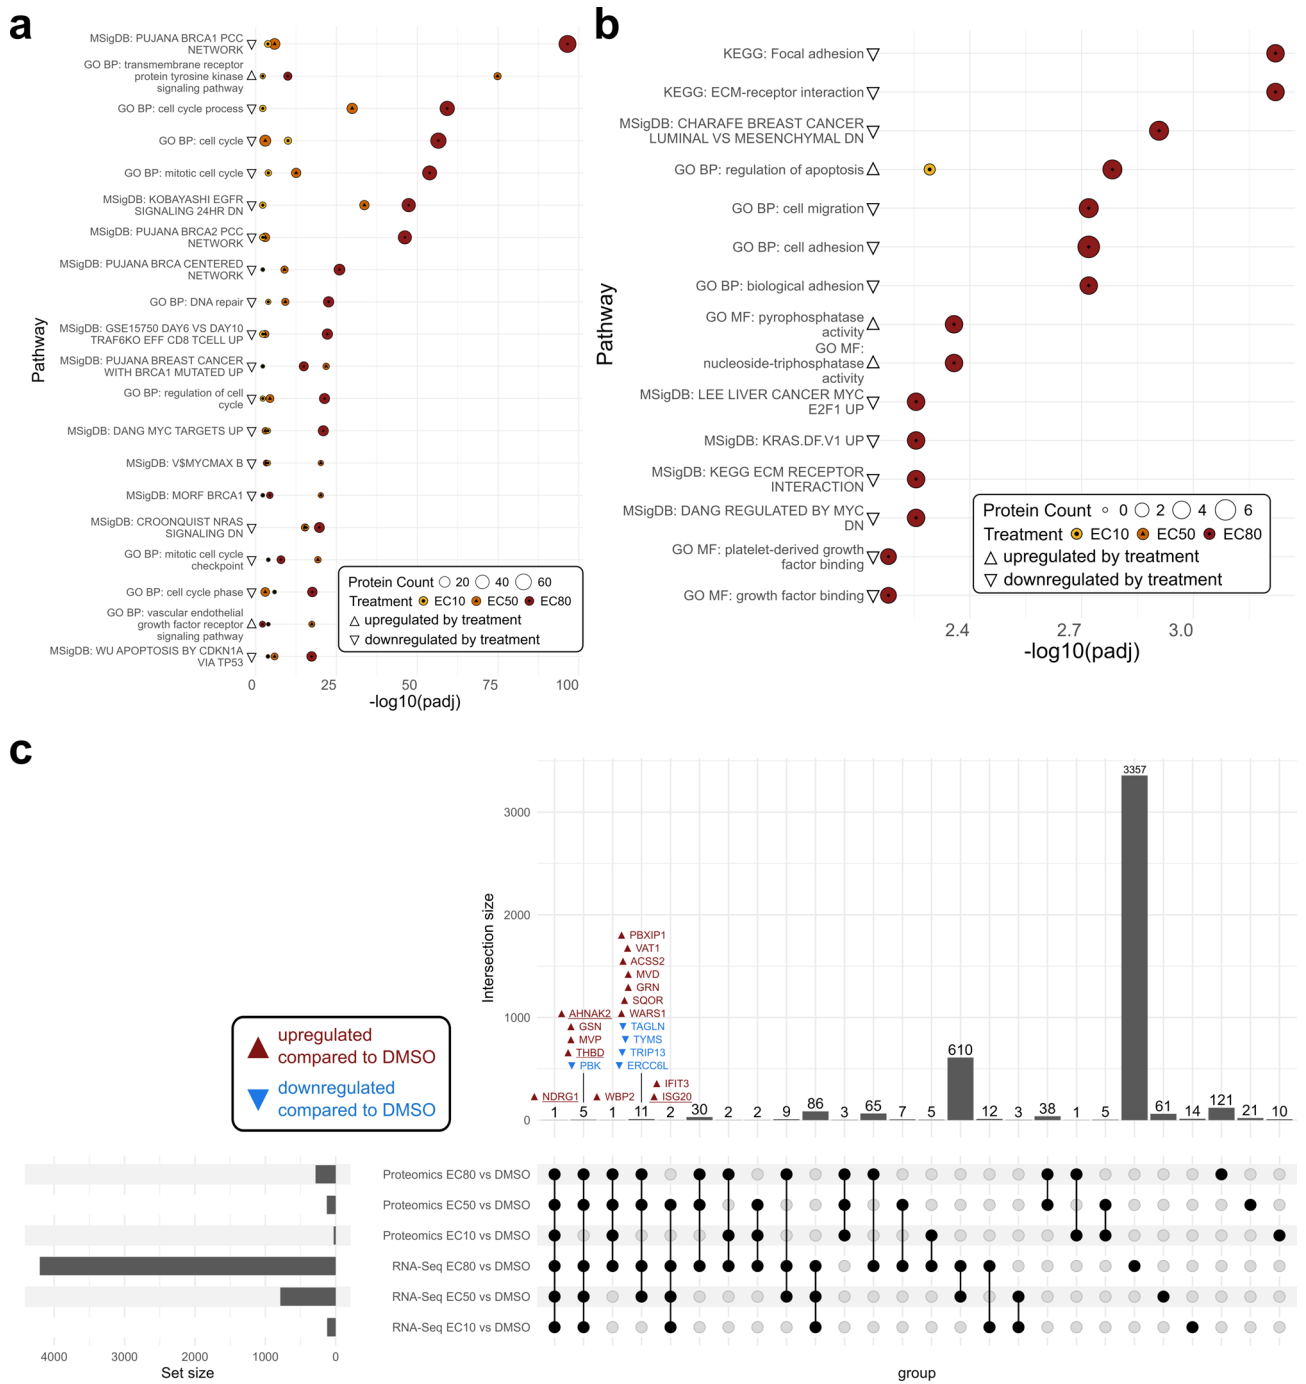 a
MSigDB: PUJANA BRCA1 PCC
NETWORK
GO BP: transmembrane receptor
protein tyrosine kinase
signaling pathway
GO BP: cell cycle process
GO BP: cell cycle
GO BP: mitotic cell cycle
MSigDB: KOBAYASHI EGFR
SIGNALING 24HR DN
MSigDB: PUJANA BRCA2 PCC
NETWORK
MSigDB: PUJANA BRCA CENTERED
NETWORK
GO BP: DNA repair
MSigDB: GSE15750 DAY6 VS DAY10
TRAF6KO EFF CD8 TCELL UP
MSigDB: PUJANA BREAST CANCER
WITH BRCA1 MUTATED UP
GO BP: regulation of cell
cycle
MSigDB: DANG MYC TARGETS UP
MSigDB: V$MYCMAX B
MSigDB: MORF BRCA1
MSigDB: CROONQUIST NRAS
SIGNALING DN
GO BP: mitotic cell cycle
checkpoint
GO BP: cell cycle phase
GO BP: vascular endothelial
growth factor receptor
signaling pathway
MSigDB: WU APOPTOSIS BY CDKN1A
VIA TP53
Pathway
0 25 50 75 100
-log10(padj)
Protein Count 20 40 60
Treatment EC10 EC50 EC80
upregulated by treatment
downregulated by treatment
b
KEGG: Focal adhesion
KEGG: ECM-receptor interaction
MSigDB: CHARAFE BREAST CANCER
LUMINAL VS MESENCHYMAL DN
GO BP: regulation of apoptosis
GO BP: cell migration
GO BP: cell adhesion
GO BP: biological adhesion
GO MF: pyrophosphatase
activity
GO MF:
nucleoside-triphosphatase
activity
MSigDB: LEE LIVER CANCER MYC
E2F1 UP
MSigDB: KRAS.DF.V1 UP
MSigDB: KEGG ECM RECEPTOR
INTERACTION
MSigDB: DANG REGULATED BY MYC
DN
GO MF: platelet-derived growth
factor binding
GO MF: growth factor binding
Pathway
2.4 2.7 3.0
-log10(padj)
Protein Count 0 2 4 6
Treatment EC10 EC50 EC80
upregulated by treatment
downregulated by treatment
c
upregulated
compared to DMSO
downregulated
compared to DMSO
Intersection size
3000
2000
1000
0
PBXIP1
VAT1
ACSS2
MVD
GRN
SQOR
WARS1
TAGLN
TYMS
TRIP13
ERCC6L
AHNAK2
GSN
MVP
THBD
PBK
NDRG1
WBP2
IFIT3
ISG20
1 5 1 11 2 30 2 2 9 86 3 65 7 5 610 12 3 38 1 5 3357 61 14 121 21 10
Proteomics EC80 vs DMSO
Proteomics EC50 vs DMSO
Proteomics EC10 vs DMSO
RNA-Seq EC80 vs DMSO
RNA-Seq EC50 vs DMSO
RNA-Seq EC10 vs DMSO
4000 3000 2000 1000 0
Set size
group